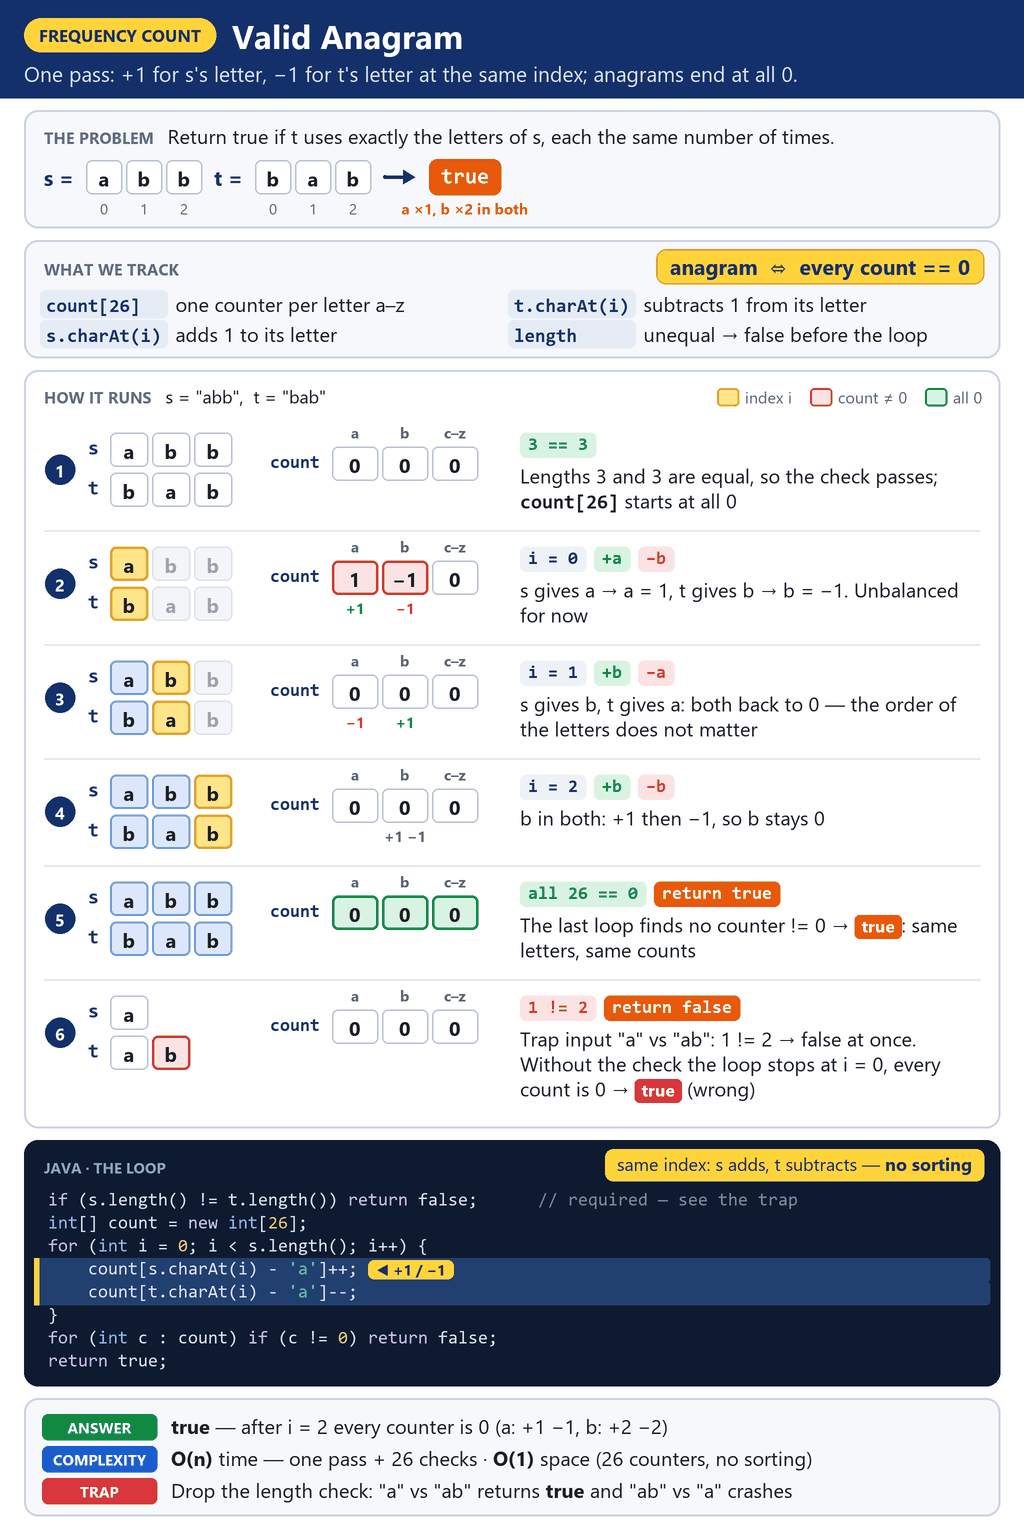 FREQUENCY COUNT Valid Anagram
One pass: +1 for s's letter, −1 for t's letter at the same index; anagrams end at all 0.
THE PROBLEM Return true if t uses exactly the letters of s, each the same number of times.
s = a b b t = b a b → true
0 1 2 0 1 2 a ×1, b ×2 in both
WHAT WE TRACK anagram ⇔ every count == 0
count[26] one counter per letter a–z t.charAt(i) subtracts 1 from its letter
s.charAt(i) adds 1 to its letter length unequal → false before the loop
HOW IT RUNS s = "abb", t = "bab" index i count ≠ 0 all 0
1
s a b b
t b a b
a b c–z
count 0 0 0
3 == 3
Lengths 3 and 3 are equal, so the check passes;
count[26] starts at all 0
2
s a b b
t b a b
a b c–z
count 1 −1 0
+1 −1
i = 0 +a −b
s gives a → a = 1, t gives b → b = −1. Unbalanced
for now
3
s a b b
t b a b
a b c–z
count 0 0 0
−1 +1
i = 1 +b −a
s gives b, t gives a: both back to 0 — the order of
the letters does not matter
4
s a b b
t b a b
a b c–z
count 0 0 0
+1 −1
i = 2 +b −b
b in both: +1 then −1, so b stays 0
5
s a b b
t b a b
a b c–z
count 0 0 0
all 26 == 0 return true
The last loop finds no counter != 0 → true: same
letters, same counts
6
s a
t a b
a b c–z
count 0 0 0
1 != 2 return false
Trap input "a" vs "ab": 1 != 2 → false at once.
Without the check the loop stops at i = 0, every
count is 0 → true (wrong)
JAVA · THE LOOP same index: s adds, t subtracts — no sorting
if (s.length() != t.length()) return false; // required — see the trap
int[] count = new int[26];
for (int i = 0; i < s.length(); i++) {
count[s.charAt(i) - 'a']++; ◀ +1 / −1
count[t.charAt(i) - 'a']--;
}
for (int c : count) if (c != 0) return false;
return true;
ANSWER true — after i = 2 every counter is 0 (a: +1 −1, b: +2 −2)
COMPLEXITY O(n) time — one pass + 26 checks · O(1) space (26 counters, no sorting)
TRAP Drop the length check: "a" vs "ab" returns true and "ab" vs "a" crashes